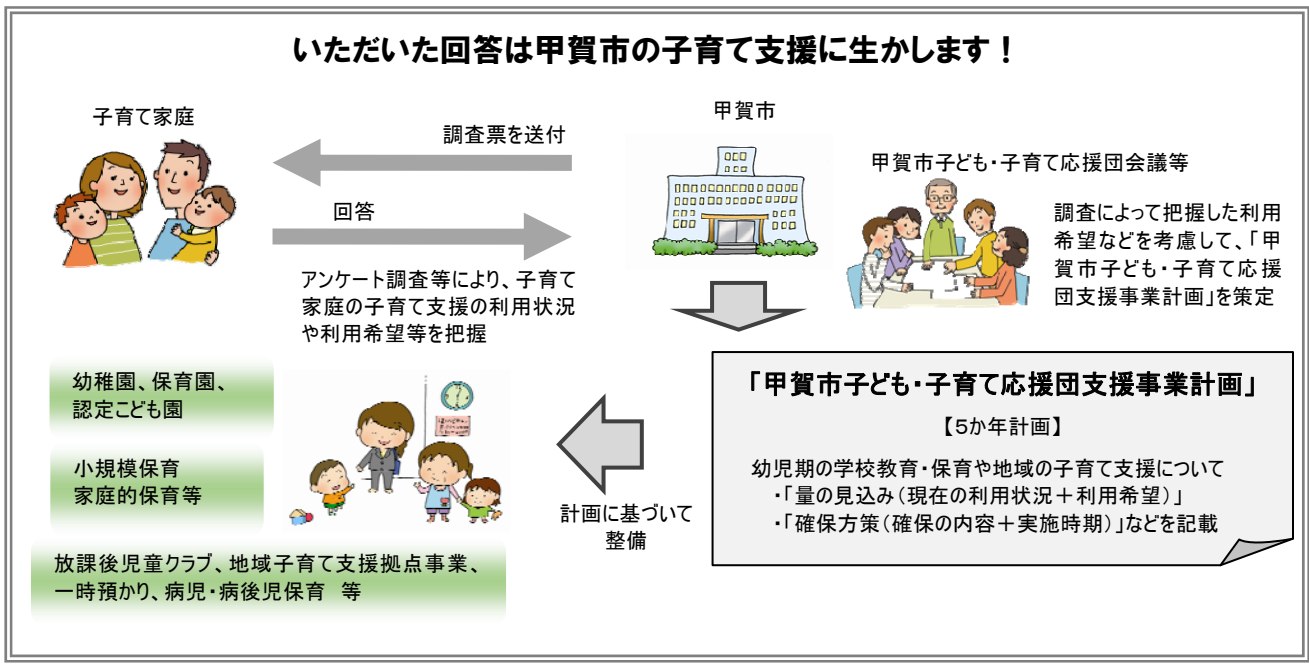 いただいた回答は甲賀市の子育て支援に生かします！
子育て家庭
調査票を送付
甲賀市
甲賀市子ども・子育て応援団会議等
回答
調査によって把握した利用
希望などを考慮して、「甲
賀市子ども・子育て応援
団支援事業計画」を策定
アンケート調査等により、子育て
家庭の子育て支援の利用状況
や利用希望等を把握
「甲賀市子ども・子育て応援団支援事業計画」
【５か年計画】
幼児期の学校教育・保育や地域の子育て支援について
・「量の見込み（現在の利用状況＋利用希望）」
・「確保方策（確保の内容＋実施時期）」などを記載
計画に基づいて
整備
幼稚園、保育園、
認定こども園
小規模保育
家庭的保育等
放課後児童クラブ、地域子育て支援拠点事業、
一時預かり、病児・病後児保育　等